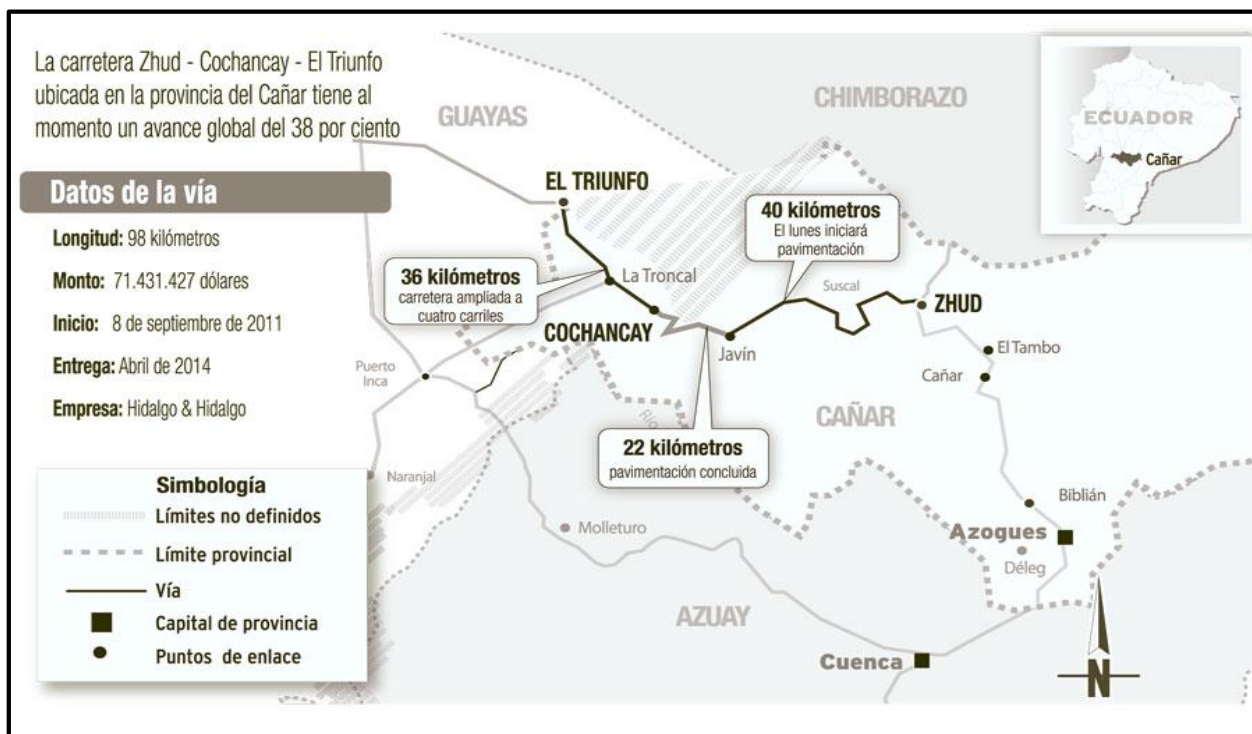 La carretera Zhud - Cochancay - El Triunfo
ubicada en la provincia del Cañar tiene al
momento un avance global del 38 por ciento
Datos de la vía
Longitud: 98 kilómetros
Monto: 71.431.427 dólares
Inicio: 8 de septiembre de 2011
Entrega: Abril de 2014
Empresa: Hidalgo & Hidalgo
Simbología
Límites no definidos
Límite provincial
Vía
Capital de provincia
Puntos de enlace
GUAYAS
CHIMBORAZO
ECUADOR
Cañar
EL TRIUNFO
40 kilómetros
El lunes iniciará
pavimentación
36 kilómetros
carretera ampliada a
cuatro carriles
La Troncal
Suscal
ZHUD
COCHANCAY
Javín
El Tambo
Cañar
Puerto
Inca
CAÑAR
Río
22 kilómetros
pavimentación concluida
Naranjal
Molleturo
Biblián
Azogues
Déleg
AZUAY
Cuenca
N